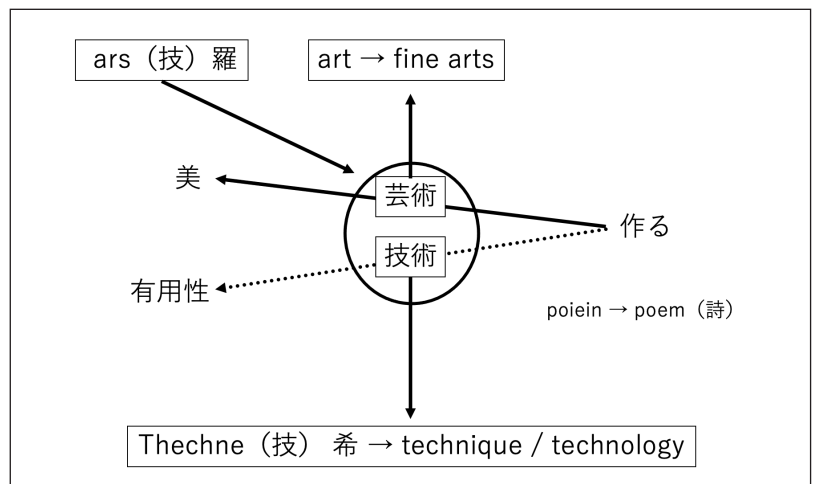 ars（技）羅
art → fine arts
美
芸術
作る
技術
有用性
poiein → poem（詩）
Thechne（技） 希 → technique / technology